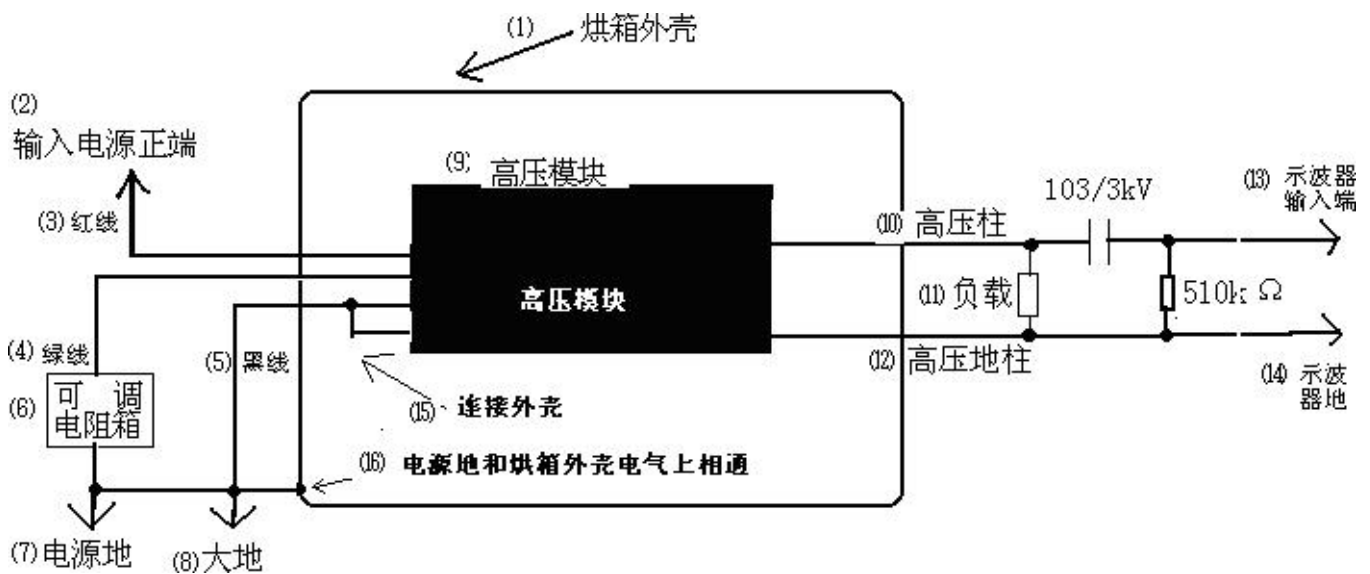 (1) 烘箱外壳
(2)
输入电源正端
(9) 高压模块
103/3kV
(13) 示波器
输入端
(3) 红线
(10) 高压柱
高压模块
(11) 负载
510k Ω
(4) 绿线
(5) 黑线
(12) 高压地柱
(14) 示波
器地
(6) 可 调
电阻箱
(15) 连接外壳
(16) 电源地和烘箱外壳电气上相通
(7) 电源地
(8) 大地